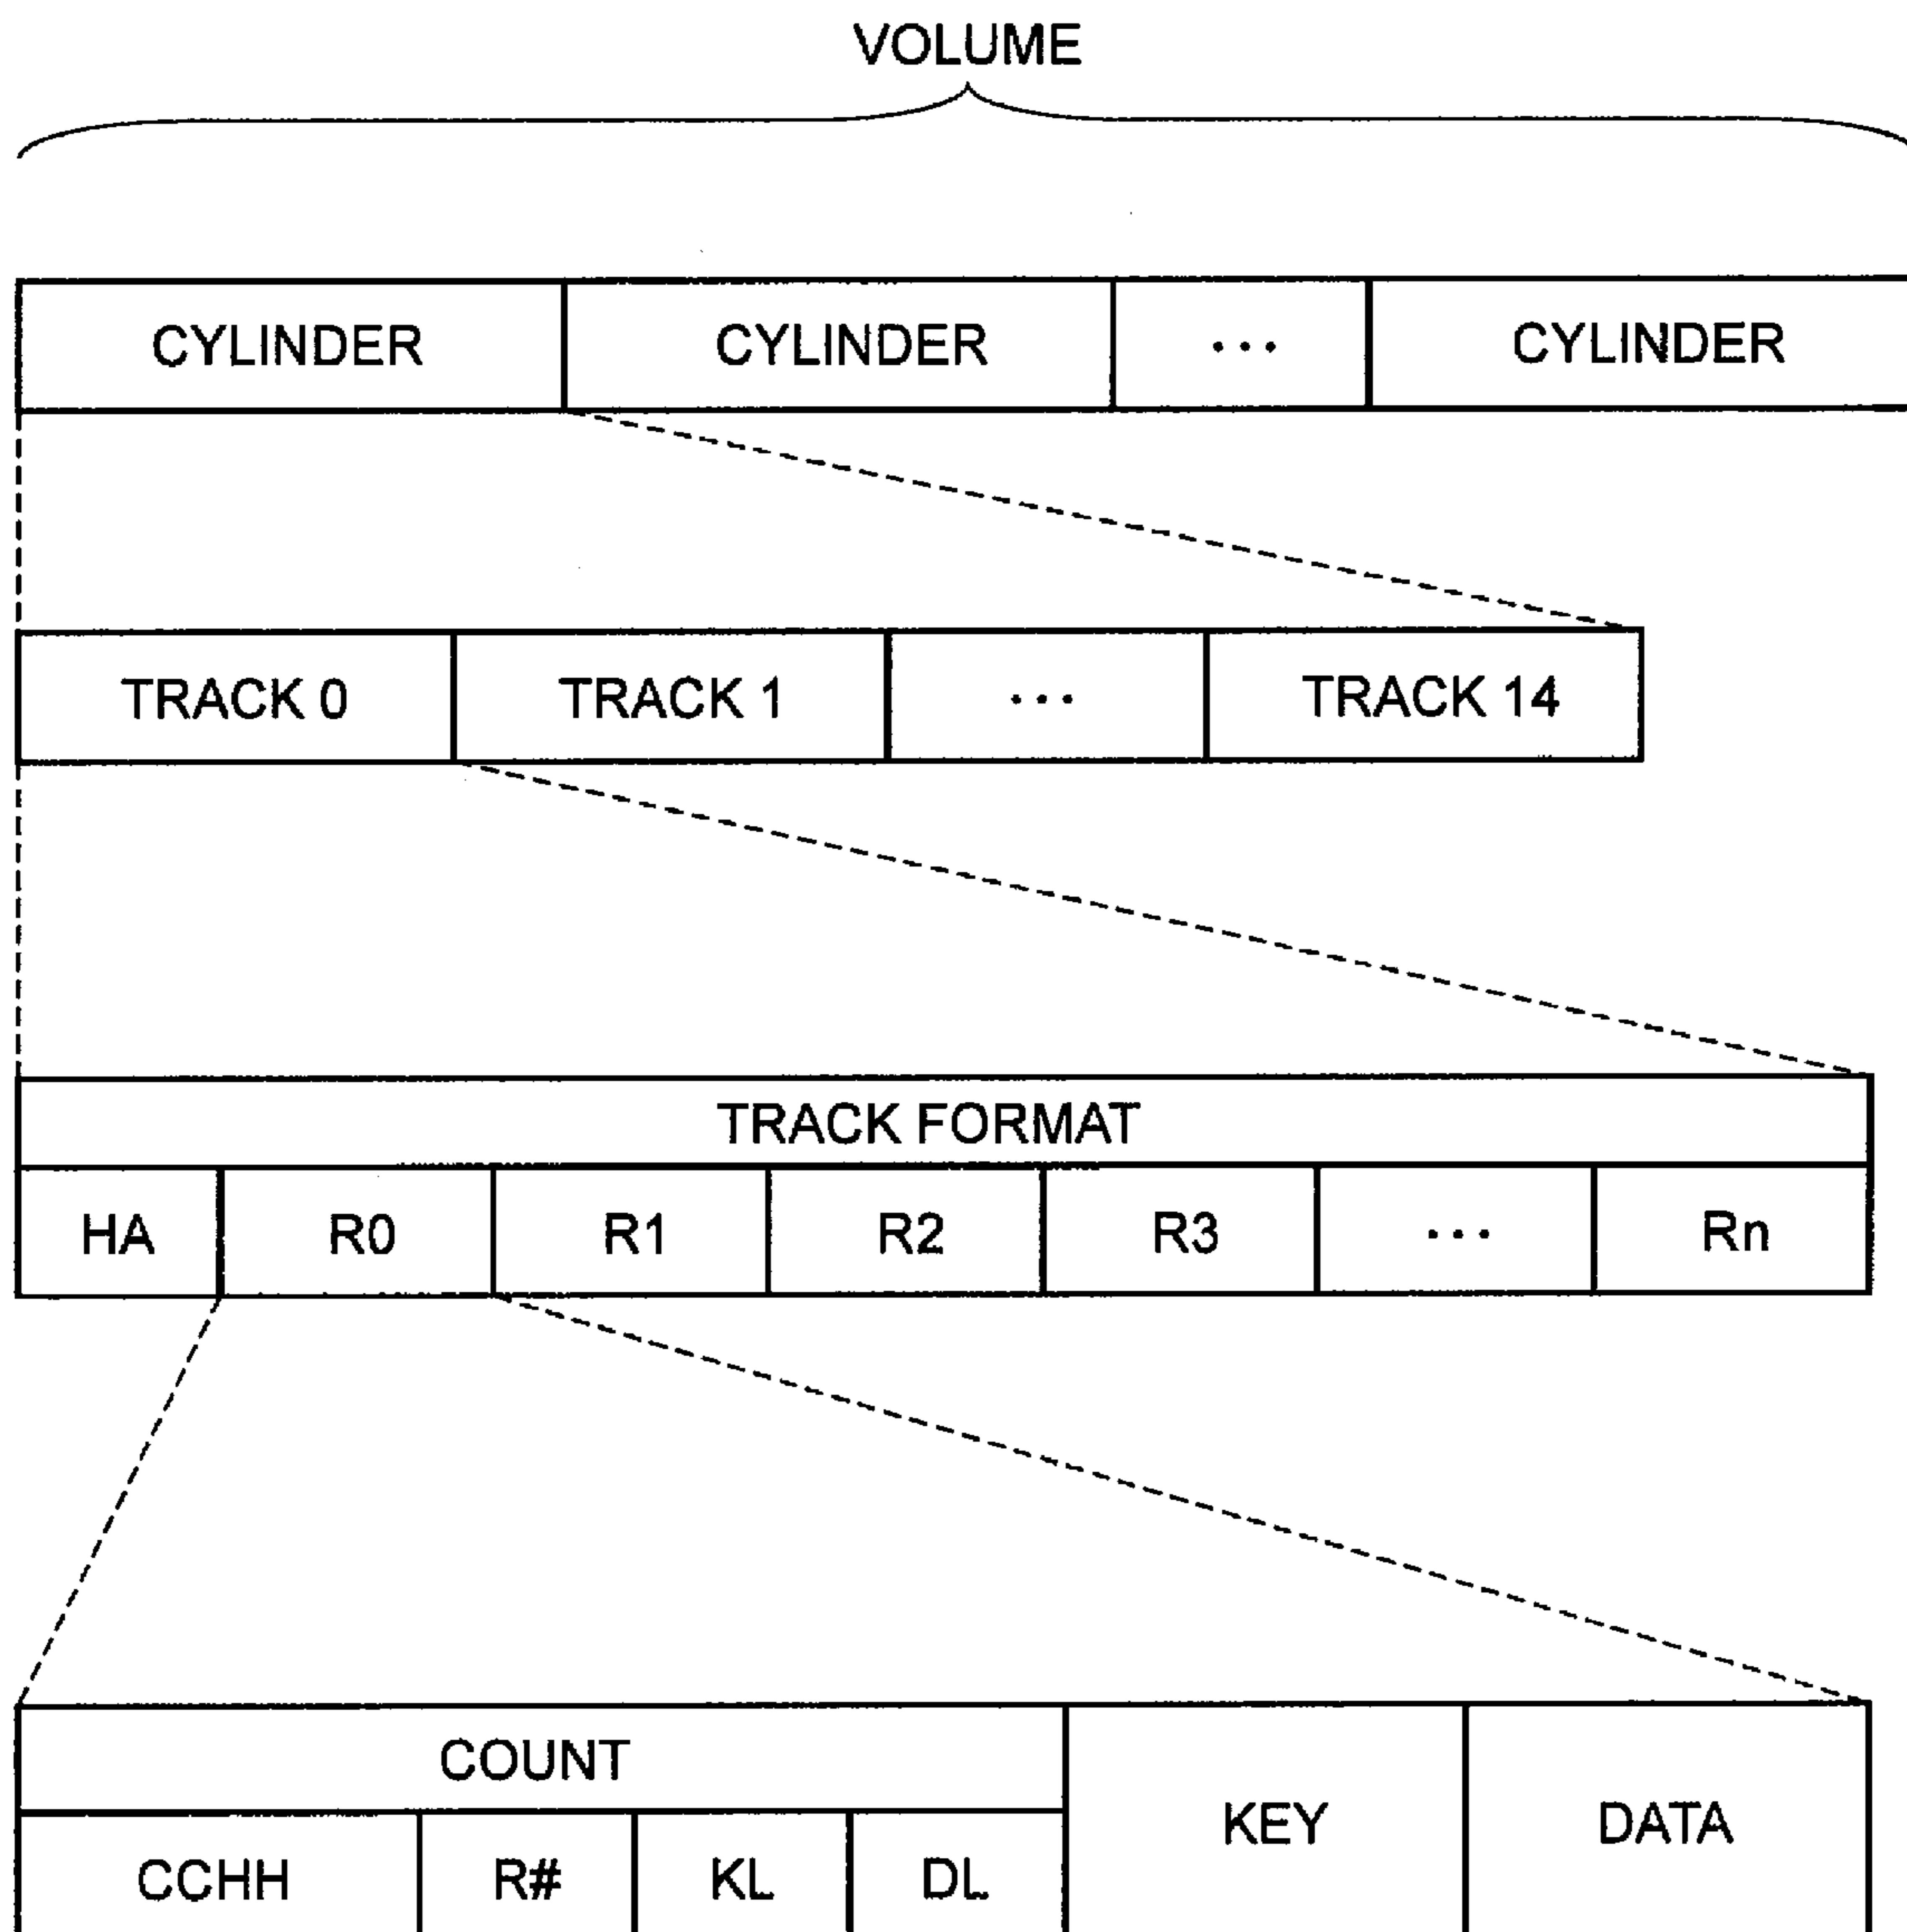 VOLUME
CYLINDER CYLINDER ... CYLINDER
TRACK 0 TRACK 1 ... TRACK 14
TRACK FORMAT
HA R0 R1 R2 R3 ... Rn
COUNT
KEY DATA
CCHH R# KL DL